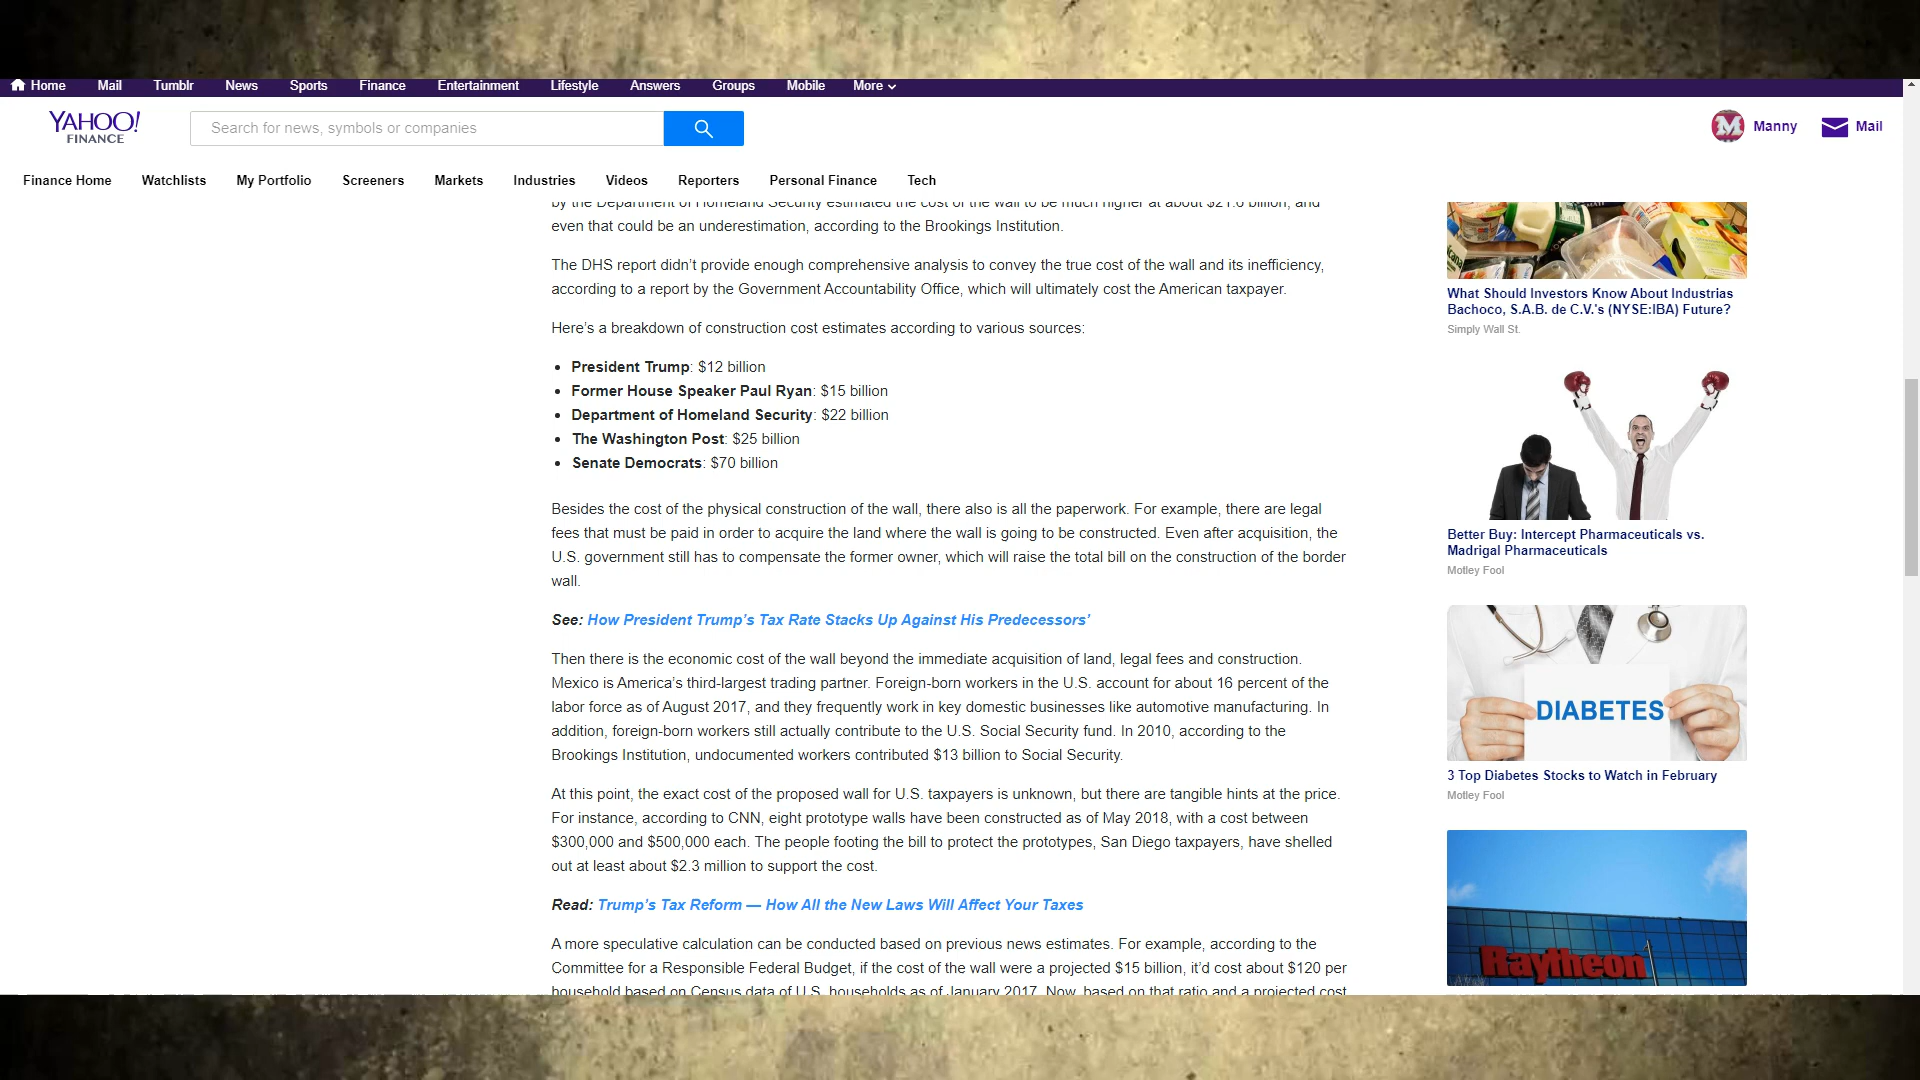 Home Mail Tumblr News Sports Finance Entertainment Lifestyle Answers Groups Mobile More
YAHOO!
FINANCE
Search for news, symbols or companies
M
Manny
Mail
Finance Home Watchlists My Portfolio Screeners Markets Industries Videos Reporters Personal Finance Tech
by the Department of Homeland Security estimated the cost of the wall to be much higher at about $21.6 billion, and
even that could be an underestimation, according to the Brookings Institution.
The DHS report didn’t provide enough comprehensive analysis to convey the true cost of the wall and its inefficiency,
according to a report by the Government Accountability Office, which will ultimately cost the American taxpayer.
Here’s a breakdown of construction cost estimates according to various sources:
• President Trump: $12 billion
• Former House Speaker Paul Ryan: $15 billion
• Department of Homeland Security: $22 billion
• The Washington Post: $25 billion
• Senate Democrats: $70 billion
Besides the cost of the physical construction of the wall, there also is all the paperwork. For example, there are legal
fees that must be paid in order to acquire the land where the wall is going to be constructed. Even after acquisition, the
U.S. government still has to compensate the former owner, which will raise the total bill on the construction of the border
wall.
See: How President Trump’s Tax Rate Stacks Up Against His Predecessors’
Then there is the economic cost of the wall beyond the immediate acquisition of land, legal fees and construction.
Mexico is America’s third-largest trading partner. Foreign-born workers in the U.S. account for about 16 percent of the
labor force as of August 2017, and they frequently work in key domestic businesses like automotive manufacturing. In
addition, foreign-born workers still actually contribute to the U.S. Social Security fund. In 2010, according to the
Brookings Institution, undocumented workers contributed $13 billion to Social Security.
At this point, the exact cost of the proposed wall for U.S. taxpayers is unknown, but there are tangible hints at the price.
For instance, according to CNN, eight prototype walls have been constructed as of May 2018, with a cost between
$300,000 and $500,000 each. The people footing the bill to protect the prototypes, San Diego taxpayers, have shelled
out at least about $2.3 million to support the cost.
Read: Trump’s Tax Reform — How All the New Laws Will Affect Your Taxes
A more speculative calculation can be conducted based on previous news estimates. For example, according to the
Committee for a Responsible Federal Budget, if the cost of the wall were a projected $15 billion, it’d cost about $120 per
household based on Census data of U.S. households as of January 2017. Now, based on that ratio and a projected cost
What Should Investors Know About Industrias
Bachoco, S.A.B. de C.V.'s (NYSE:IBA) Future?
Simply Wall St.
Better Buy: Intercept Pharmaceuticals vs.
Madrigal Pharmaceuticals
Motley Fool
DIABETES
3 Top Diabetes Stocks to Watch in February
Motley Fool
Raytheon